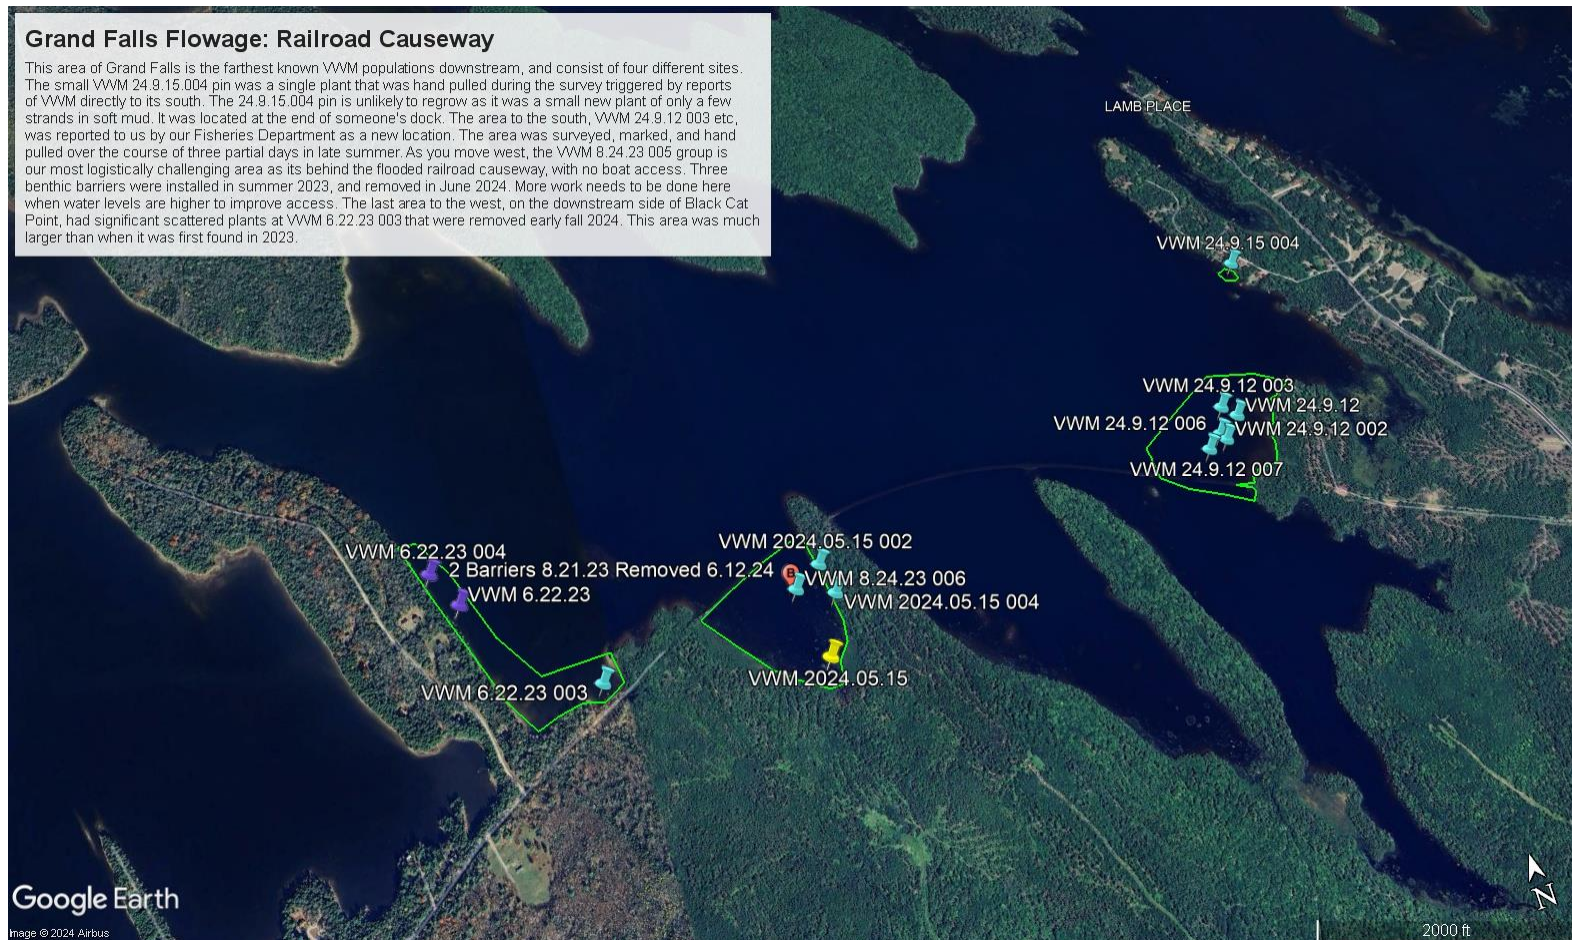 Grand Falls Flowage: Railroad Causeway
This area of Grand Falls is the farthest known VWM populations downstream, and consist of four different sites.
The small VWM 24.9.15.004 pin was a single plant that was hand pulled during the survey triggered by reports
of VWM directly to its south. The 24.9.15.004 pin is unlikely to regrow as it was a small new plant of only a few
strands in soft mud. It was located at the end of someone's dock. The area to the south, VWM 24.9.12 003 etc,
was reported to us by our Fisheries Department as a new location. The area was surveyed, marked, and hand
pulled over the course of three partial days in late summer. As you move west, the VWM 8.24.23 005 group is
our most logistically challenging area as its behind the flooded railroad causeway, with no boat access. Three
benthic barriers were installed in summer 2023, and removed in June 2024. More work needs to be done here
when water levels are higher to improve access. The last area to the west, on the downstream side of Black Cat
Point, had significant scattered plants at VWM 6.22.23 003 that were removed early fall 2024. This area was much
larger than when it was first found in 2023.
LAMB PLACE
VWM 24.9.15 004
VWM 24.9.12 003
VWM 24.9.12
VWM 24.9.12 006
VWM 24.9.12 002
VWM 24.9.12 007
VWM 2024.05.15 002
VWM 6.22.23 004
2 Barriers 8.21.23 Removed 6.12.24
B
VWM 8.24.23 006
VWM 6.22.23
VWM 2024.05.15 004
VWM 2024.05.15
VWM 6.22.23 003
Google Earth
N
Image © 2024 Airbus
2000 ft